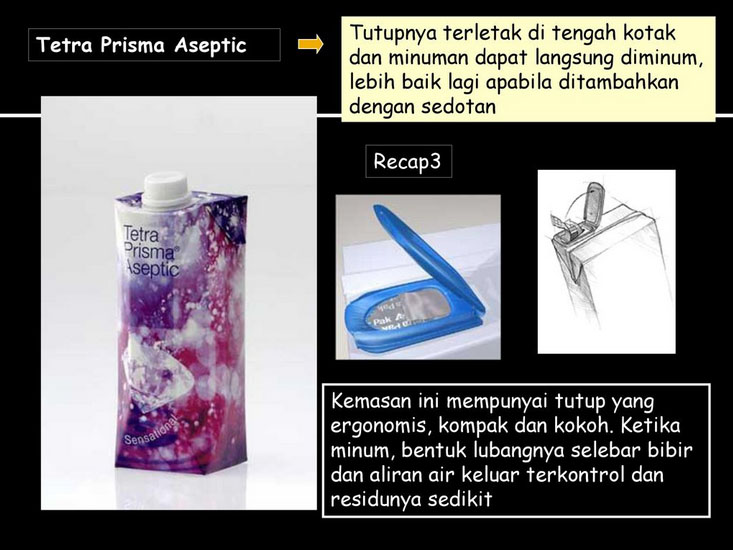 Tetra Prisma Aseptic
Tutupnya terletak di tengah kotak
dan minuman dapat langsung diminum,
lebih baik lagi apabila ditambahkan
dengan sedotan
Recap3
Tetra
Prisma®
Aseptic
Sensational
Pak
Kemasan ini mempunyai tutup yang
ergonomis, kompak dan kokoh. Ketika
minum, bentuk lubangnya selebar bibir
dan aliran air keluar terkontrol dan
residunya sedikit